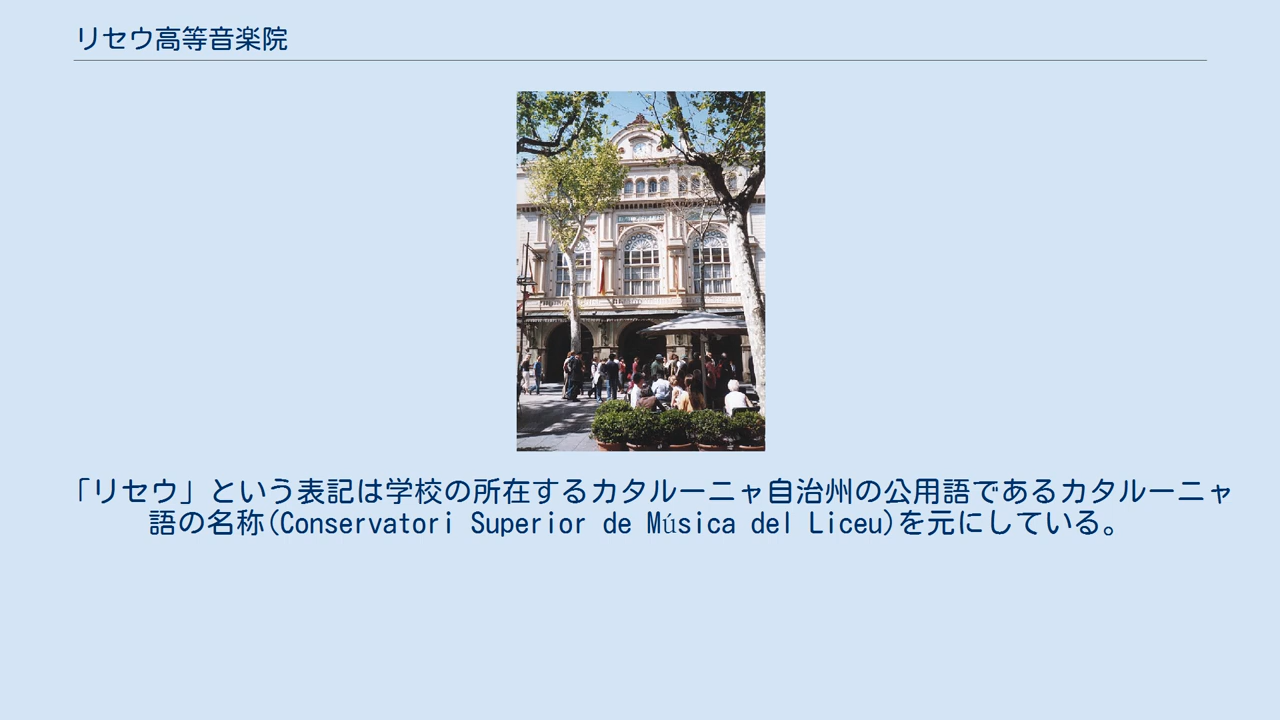 リセウ高等音楽院
「リセウ」という表記は学校の所在するカタルーニャ自治州の公用語であるカタルーニャ
語の名称(Conservatori Superior de Música del Liceu)を元にしている。